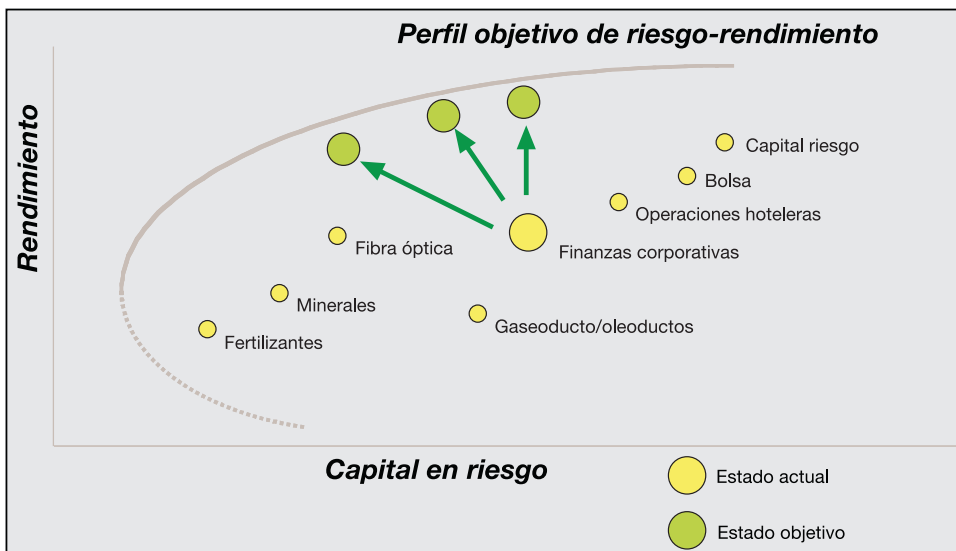 Perfil objetivo de riesgo-rendimiento
Rendimiento
Capital riesgo
Bolsa
Operaciones hoteleras
Fibra óptica
Finanzas corporativas
Minerales
Gaseoducto/oleoductos
Fertilizantes
Capital en riesgo
Estado actual
Estado objetivo